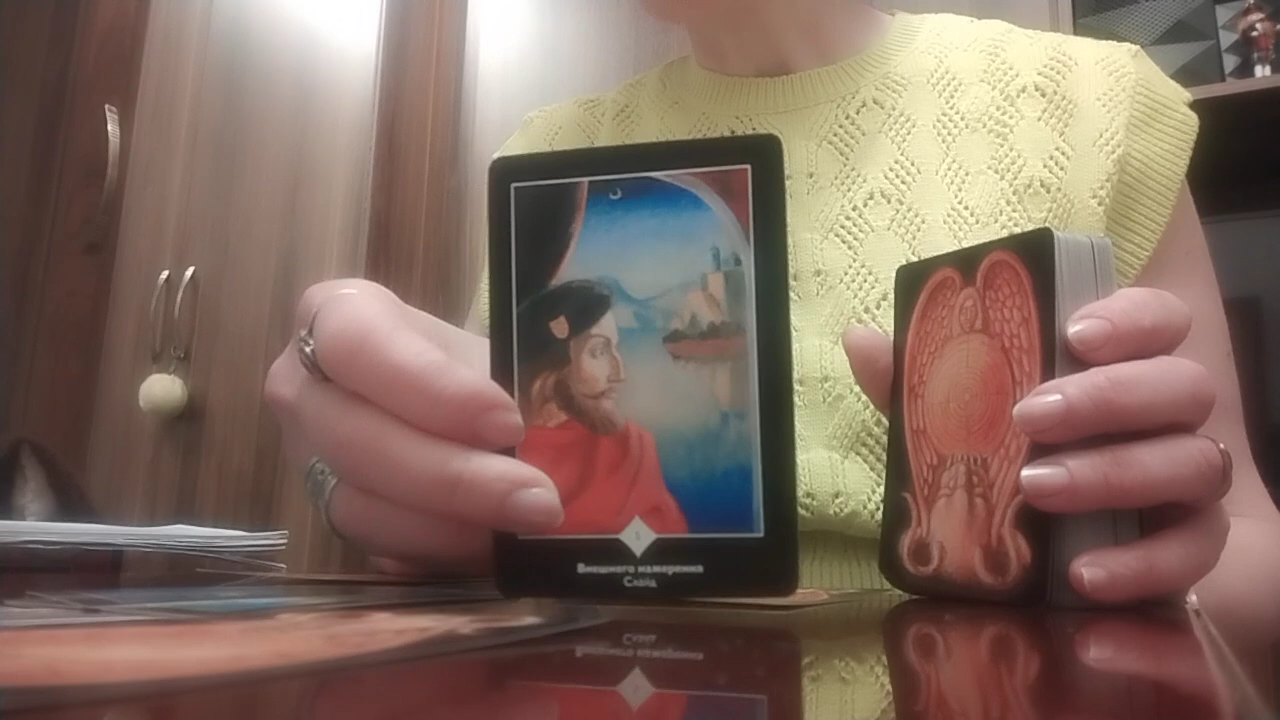 Внешнего намерения
Слайд